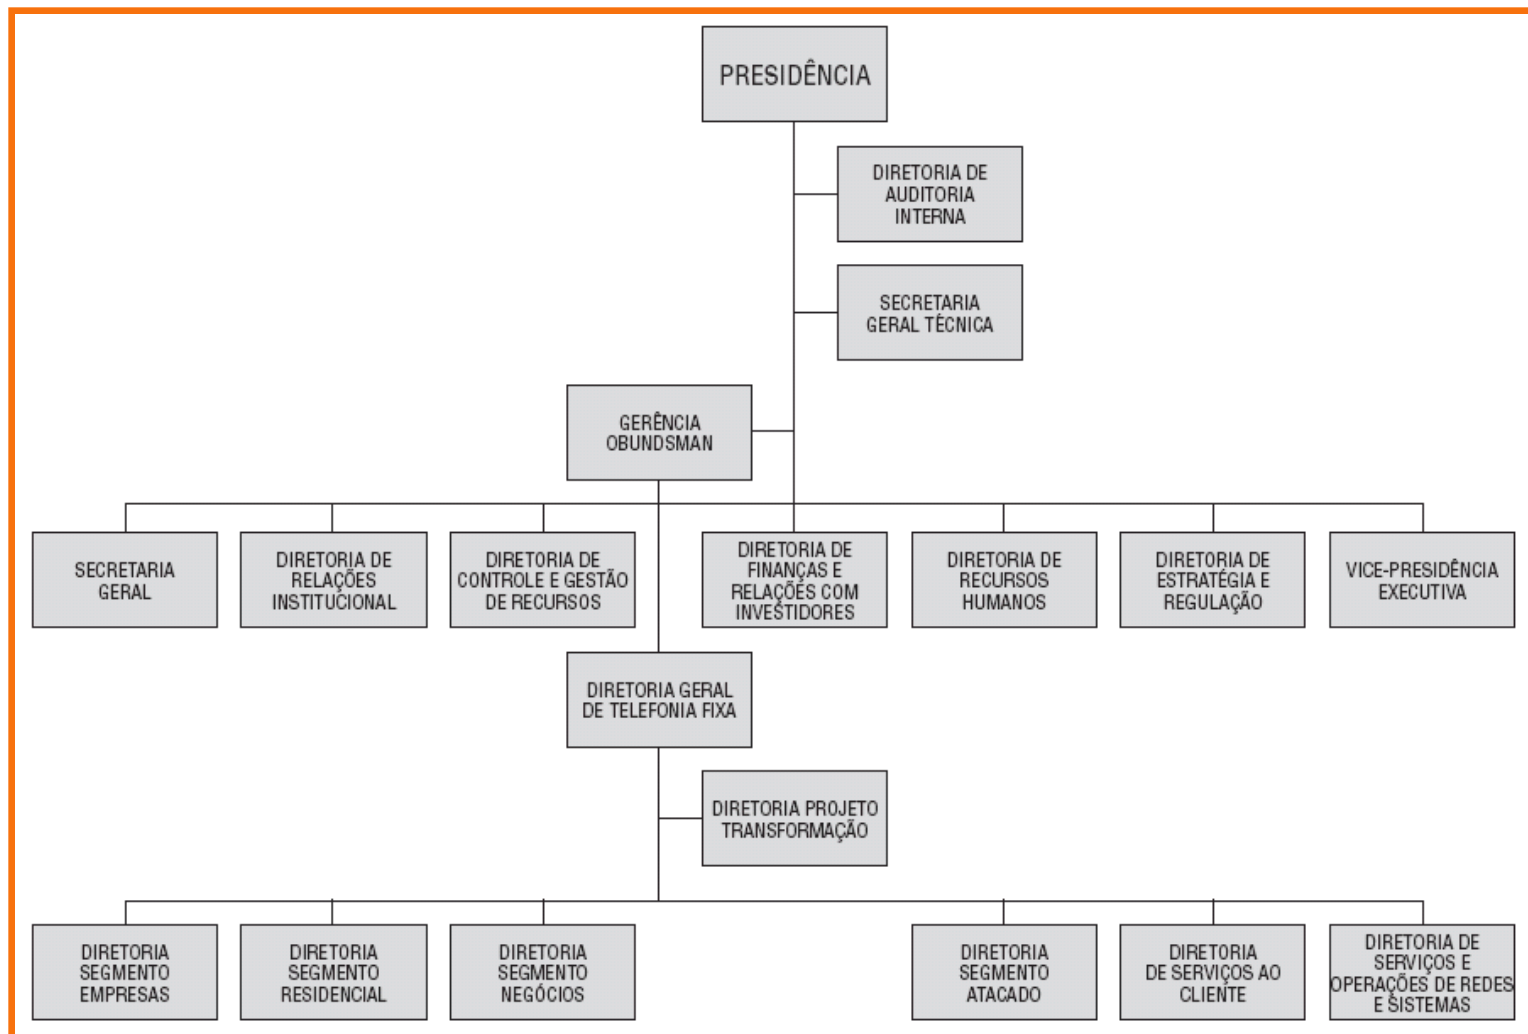 PRESIDÊNCIA
DIRETORIA DE
AUDITORIA
INTERNA
SECRETARIA
GERAL TÉCNICA
GERÊNCIA
OBUNDSMAN
SECRETARIA
GERAL
DIRETORIA DE
RELAÇÕES
INSTITUCIONAL
DIRETORIA DE
CONTROLE E GESTÃO
DE RECURSOS
DIRETORIA DE
FINANÇAS E
RELAÇÕES COM
INVESTIDORES
DIRETORIA DE
RECURSOS
HUMANOS
DIRETORIA DE
ESTRATÉGIA E
REGULAÇÃO
VICE-PRESIDÊNCIA
EXECUTIVA
DIRETORIA GERAL
DE TELEFONIA FIXA
DIRETORIA PROJETO
TRANSFORMAÇÃO
DIRETORIA
SEGMENTO
EMPRESAS
DIRETORIA
SEGMENTO
RESIDENCIAL
DIRETORIA
SEGMENTO
NEGÓCIOS
DIRETORIA
SEGMENTO
ATACADO
DIRETORIA
DE SERVIÇOS AO
CLIENTE
DIRETORIA DE
SERVIÇOS E
OPERAÇÕES DE REDES
E SISTEMAS